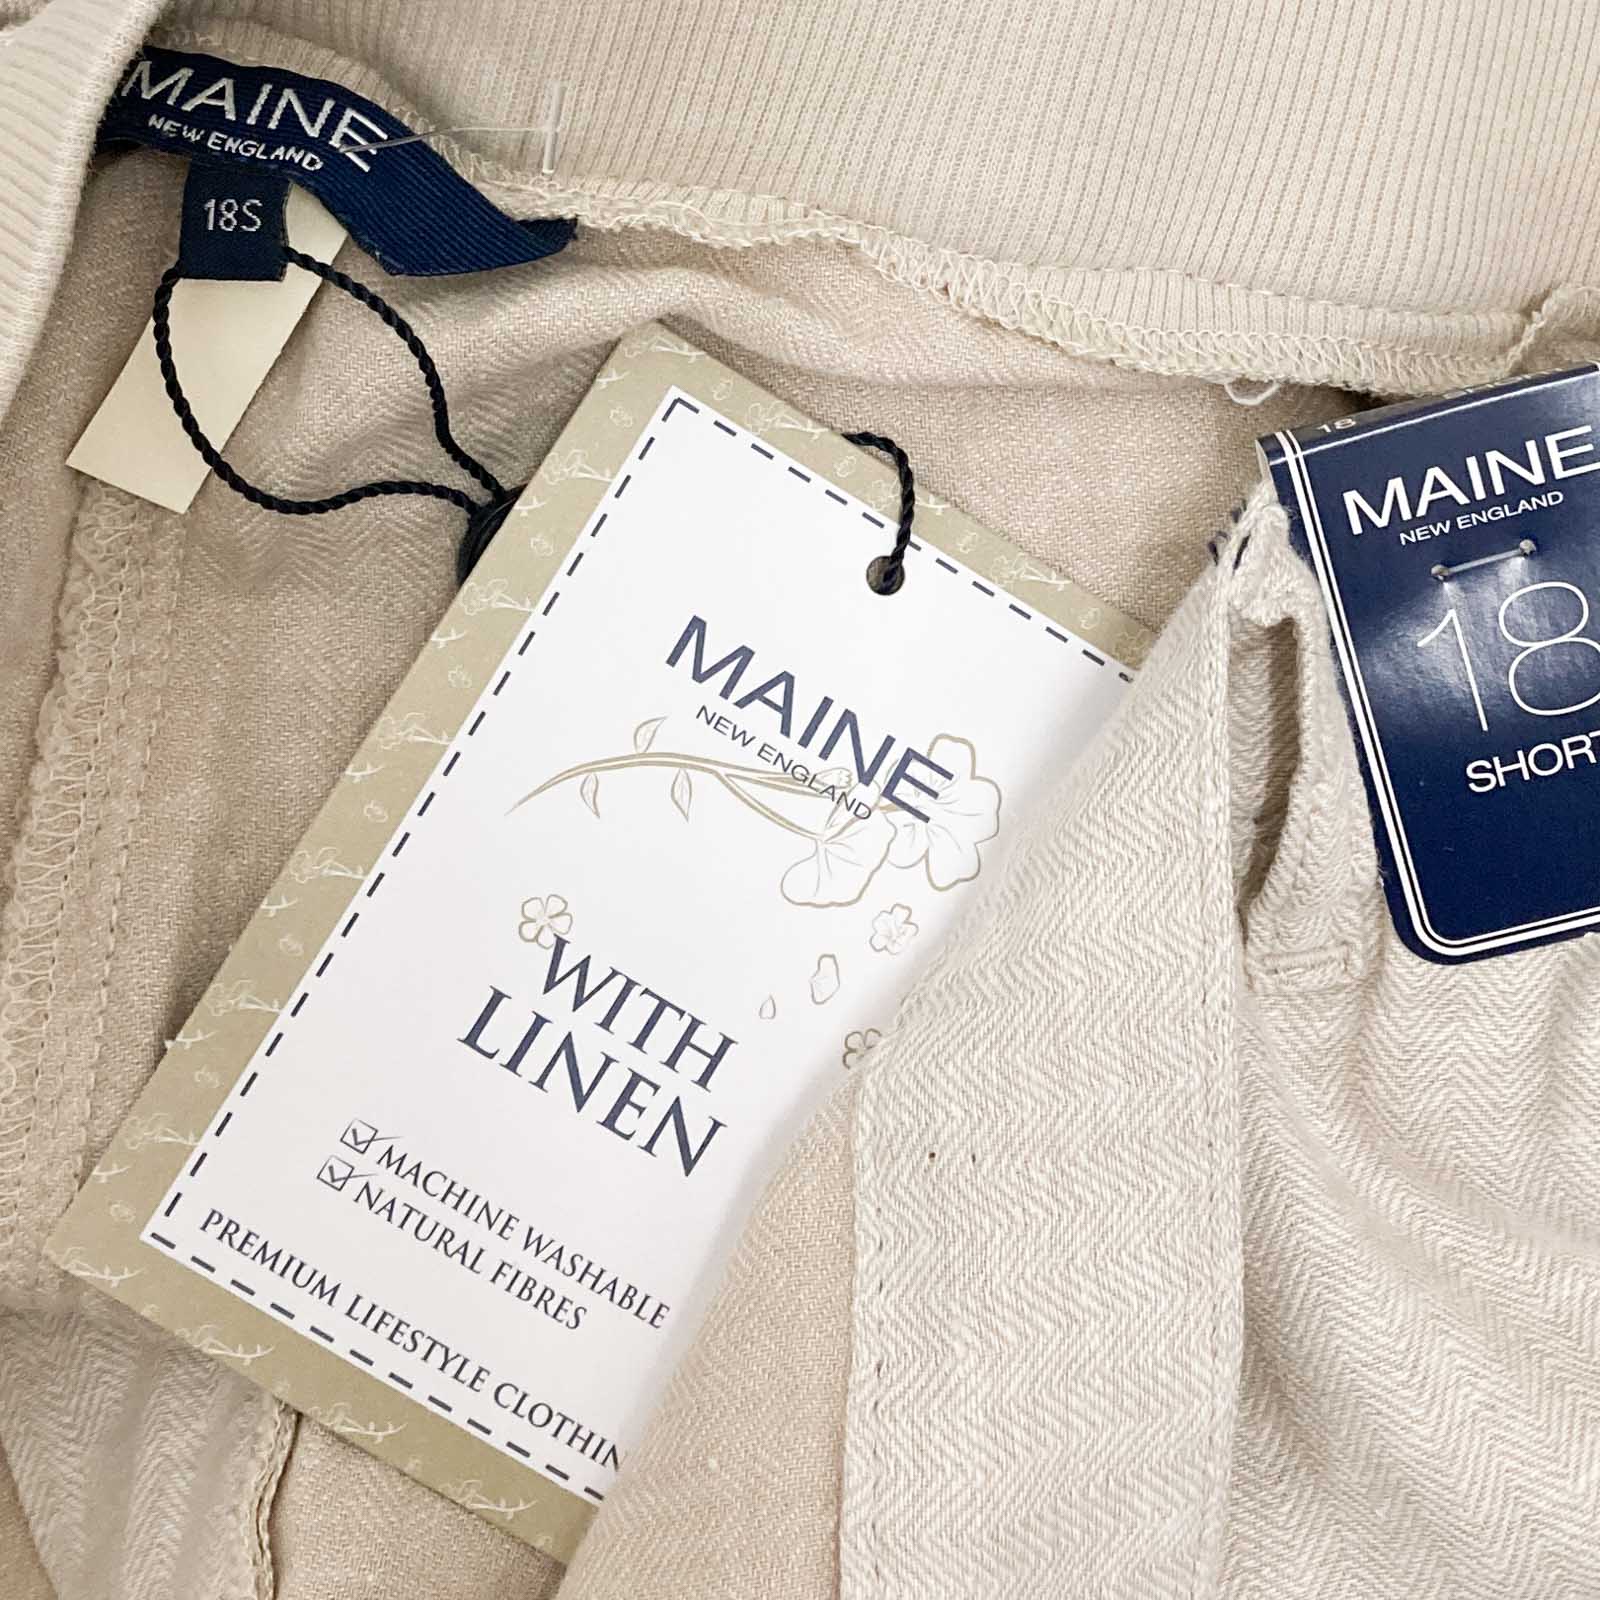 MAINE
NEW ENGLAND
18S
MAINE
NEW ENGLAND
WITH
LINEN
MACHINE WASHABLE
NATURAL FIBRES
PREMIUM LIFESTYLE CLOTHIN
18
MAINE
NEW ENGLAND
18
SHORT